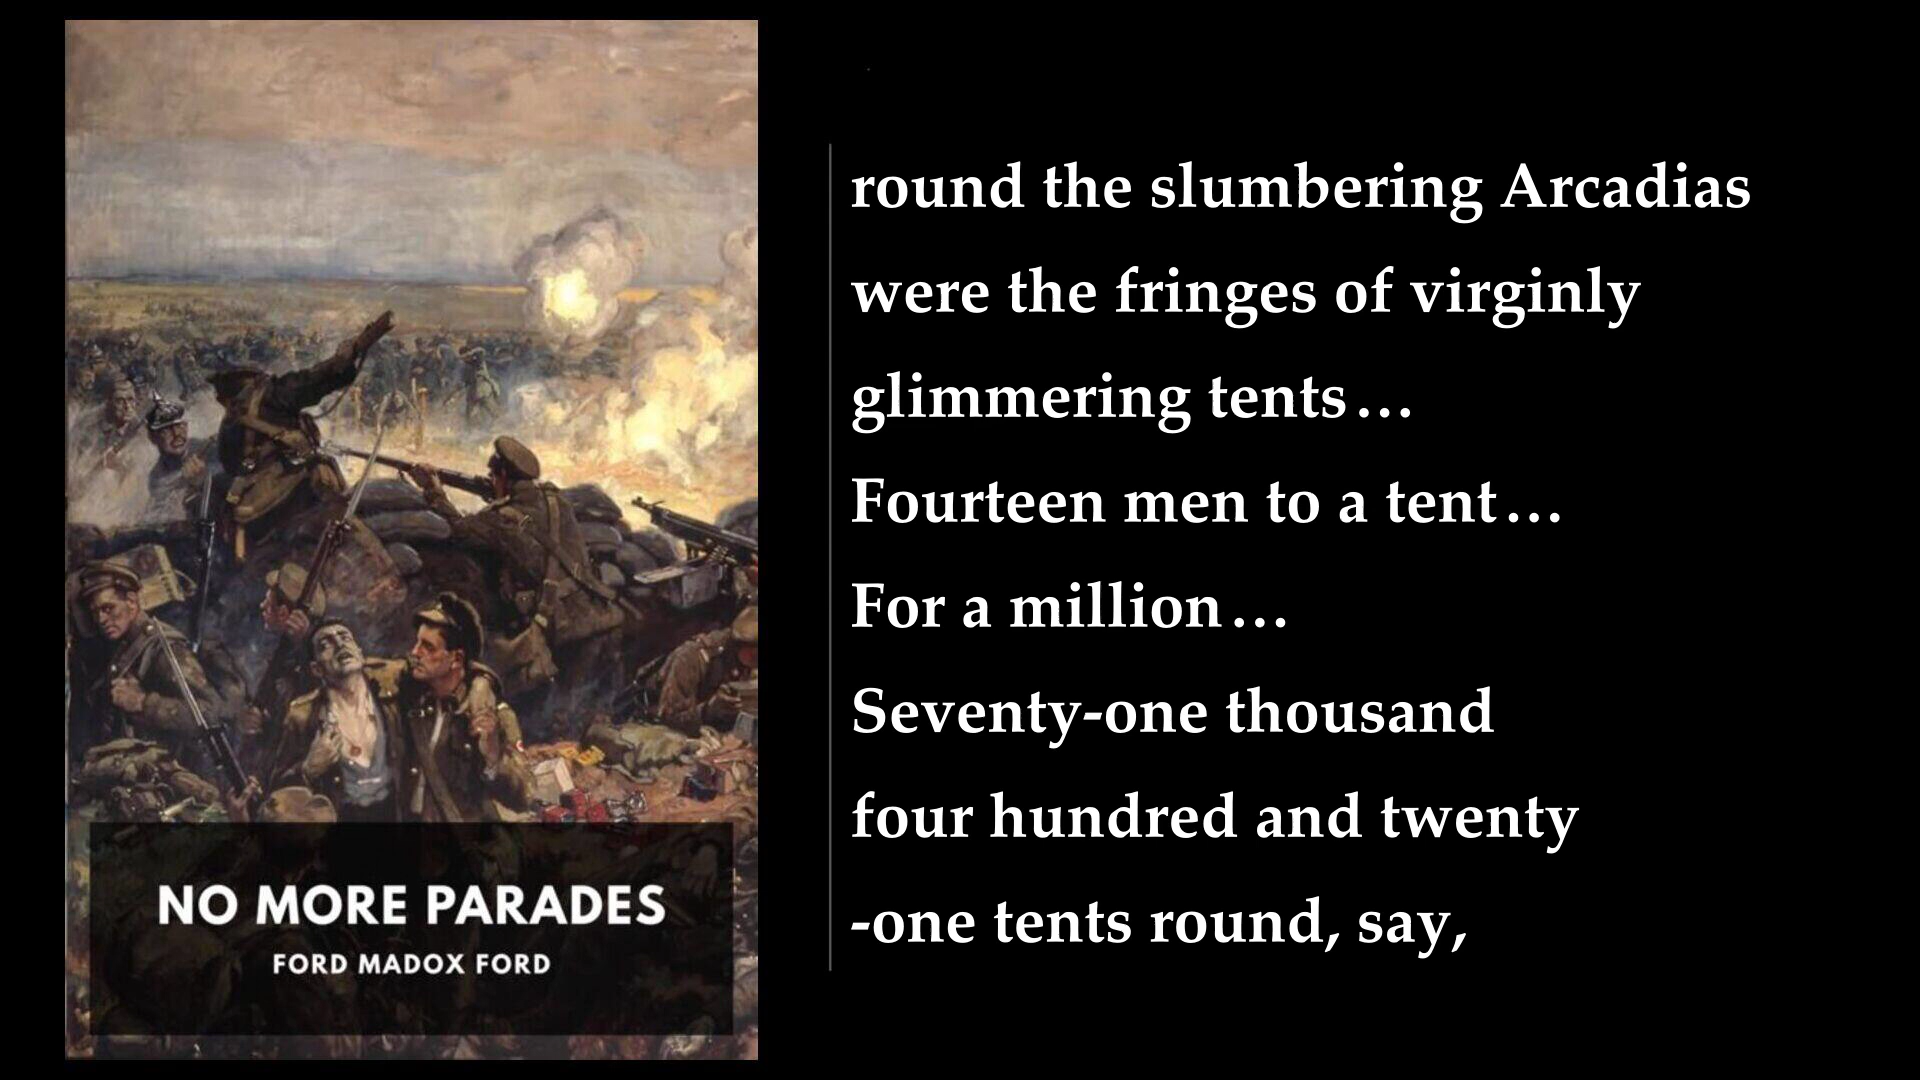 NO MORE PARADES
FORD MADOX FORD
round the slumbering Arcadias
were the fringes of virginly
glimmering tents…
Fourteen men to a tent…
For a million…
Seventy-one thousand
four hundred and twenty
-one tents round, say,